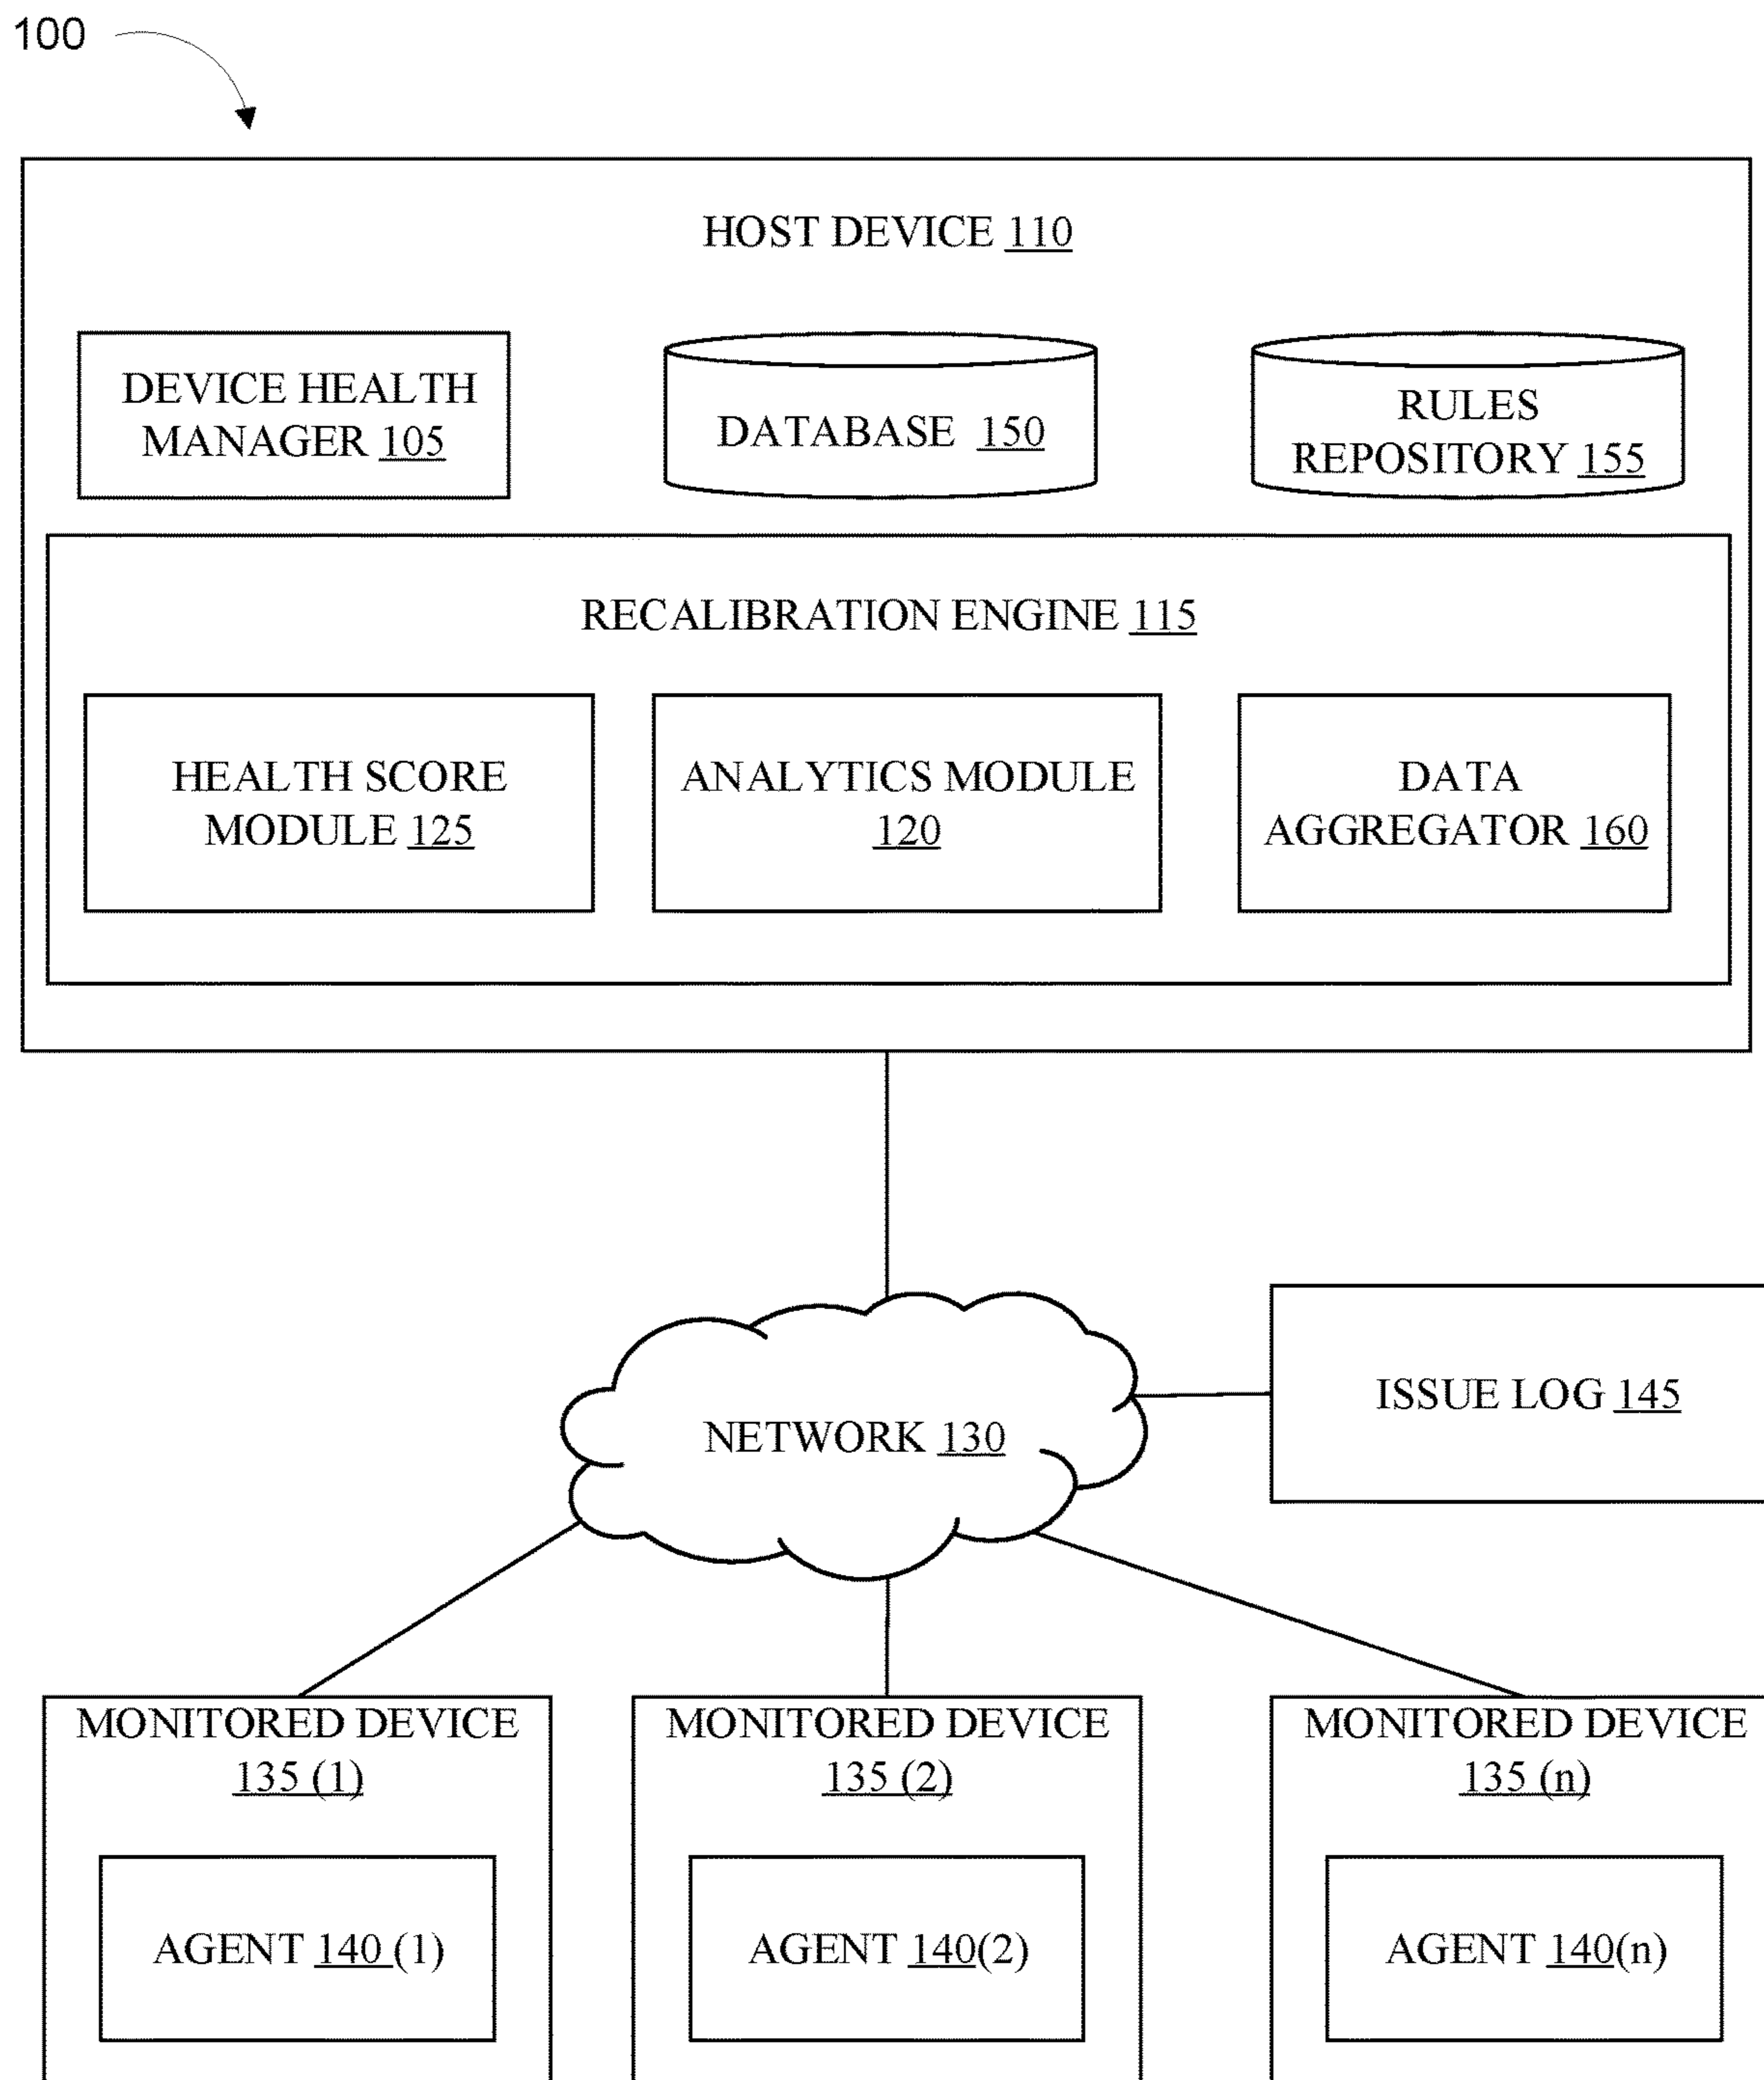 100
HOST DEVICE 110
DEVICE HEALTH
MANAGER 105
DATABASE 150
RULES
REPOSITORY 155
RECALIBRATION ENGINE 115
HEALTH SCORE
MODULE 125
ANALYTICS MODULE
120
DATA
AGGREGATOR 160
NETWORK 130
ISSUE LOG 145
MONITORED DEVICE
135 (1)
AGENT 140 (1)
MONITORED DEVICE
135 (2)
AGENT 140(2)
MONITORED DEVICE
135 (n)
AGENT 140(n)